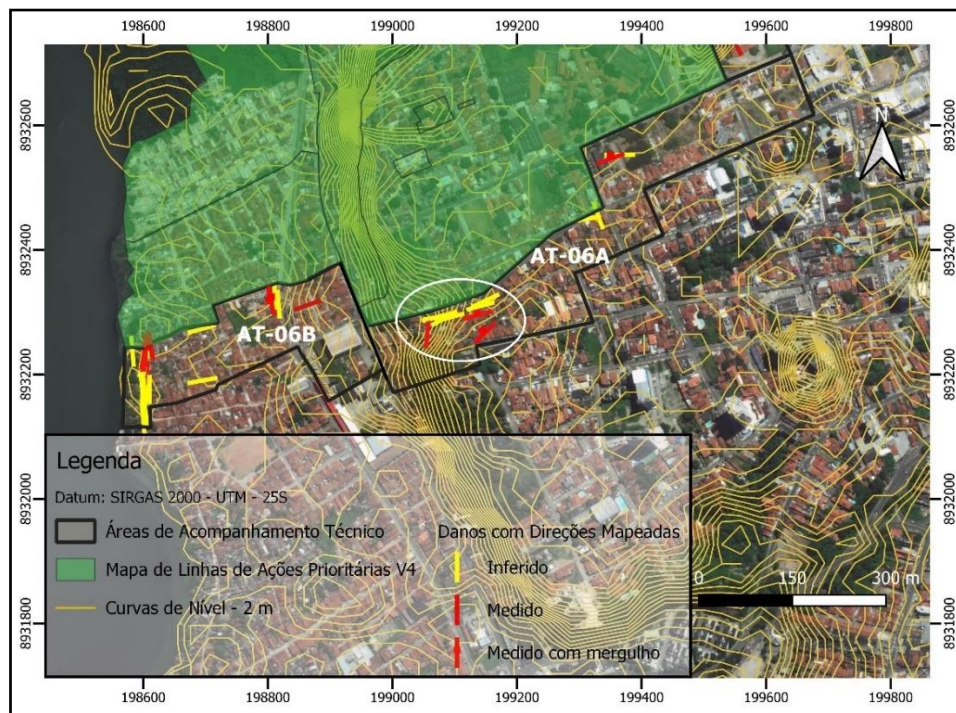 198600 198800 199000 199200 199400 199600 199800
8932600 8932600
8932400 8932400
AT-06A
AT-06B
8932200 8932200
Legenda
Datum: SIRGAS 2000 - UTM - 25S
Áreas de Acompanhamento Técnico
Mapa de Linhas de Ações Prioritárias V4
Curvas de Nível - 2 m
Danos com Direções Mapeadas
Inferido
Medido
Medido com mergulho
8932000 8932000
0 150 300 m
8931800 8931800
198600 198800 199000 199200 199400 199600 199800